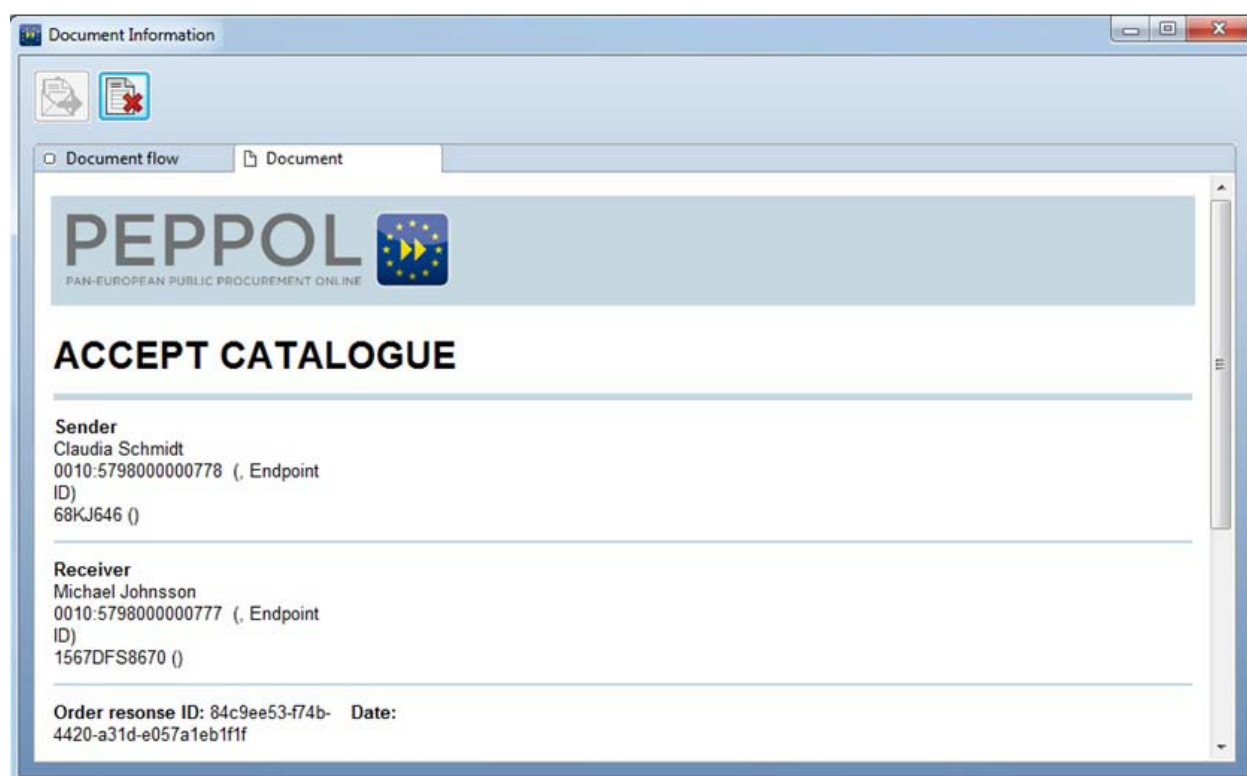 Document Information
Document flow
Document
PEPPOL
PAN-EUROPEAN PUBLIC PROCUREMENT ONLINE
ACCEPT CATALOGUE
Sender
Claudia Schmidt
0010:5798000000778 (, Endpoint
ID)
68KJ646 ()
Receiver
Michael Johnsson
0010:5798000000777 (, Endpoint
ID)
1567DFS8670 ()
Order resonse ID: 84c9ee53-f74b- Date:
4420-a31d-e057a1eb1f1f